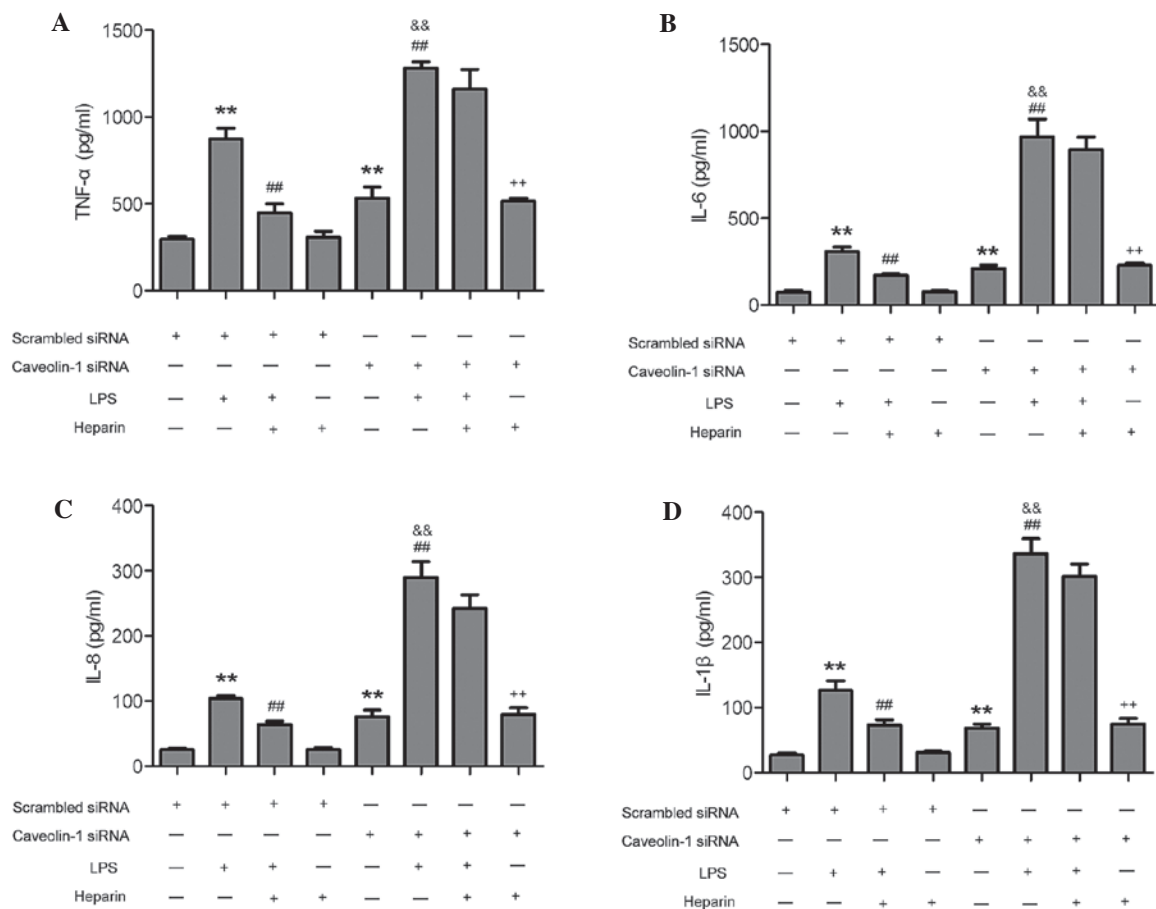 A
1500
1000
500
0
TNF-α (pg/ml)
**
##
**
&&
##
++
Scrambled siRNA + + + + — — — —
Caveolin-1 siRNA — — — — + + + +
LPS — + + — — + + —
Heparin — — + + — — + +
B
1500
1000
500
0
IL-6 (pg/ml)
**
##
**
&&
##
++
Scrambled siRNA + + + + — — — —
Caveolin-1 siRNA — — — — + + + +
LPS — + + — — + + —
Heparin — — + + — — + +
C
400
300
200
100
0
IL-8 (pg/ml)
**
##
**
&&
##
++
Scrambled siRNA + + + + — — — —
Caveolin-1 siRNA — — — — + + + +
LPS — + + — — + + —
Heparin — — + + — — + +
D
400
300
200
100
0
IL-1β (pg/ml)
**
##
**
&&
##
++
Scrambled siRNA + + + + — — — —
Caveolin-1 siRNA — — — — + + + +
LPS — + + — — + + —
Heparin — — + + — — + +